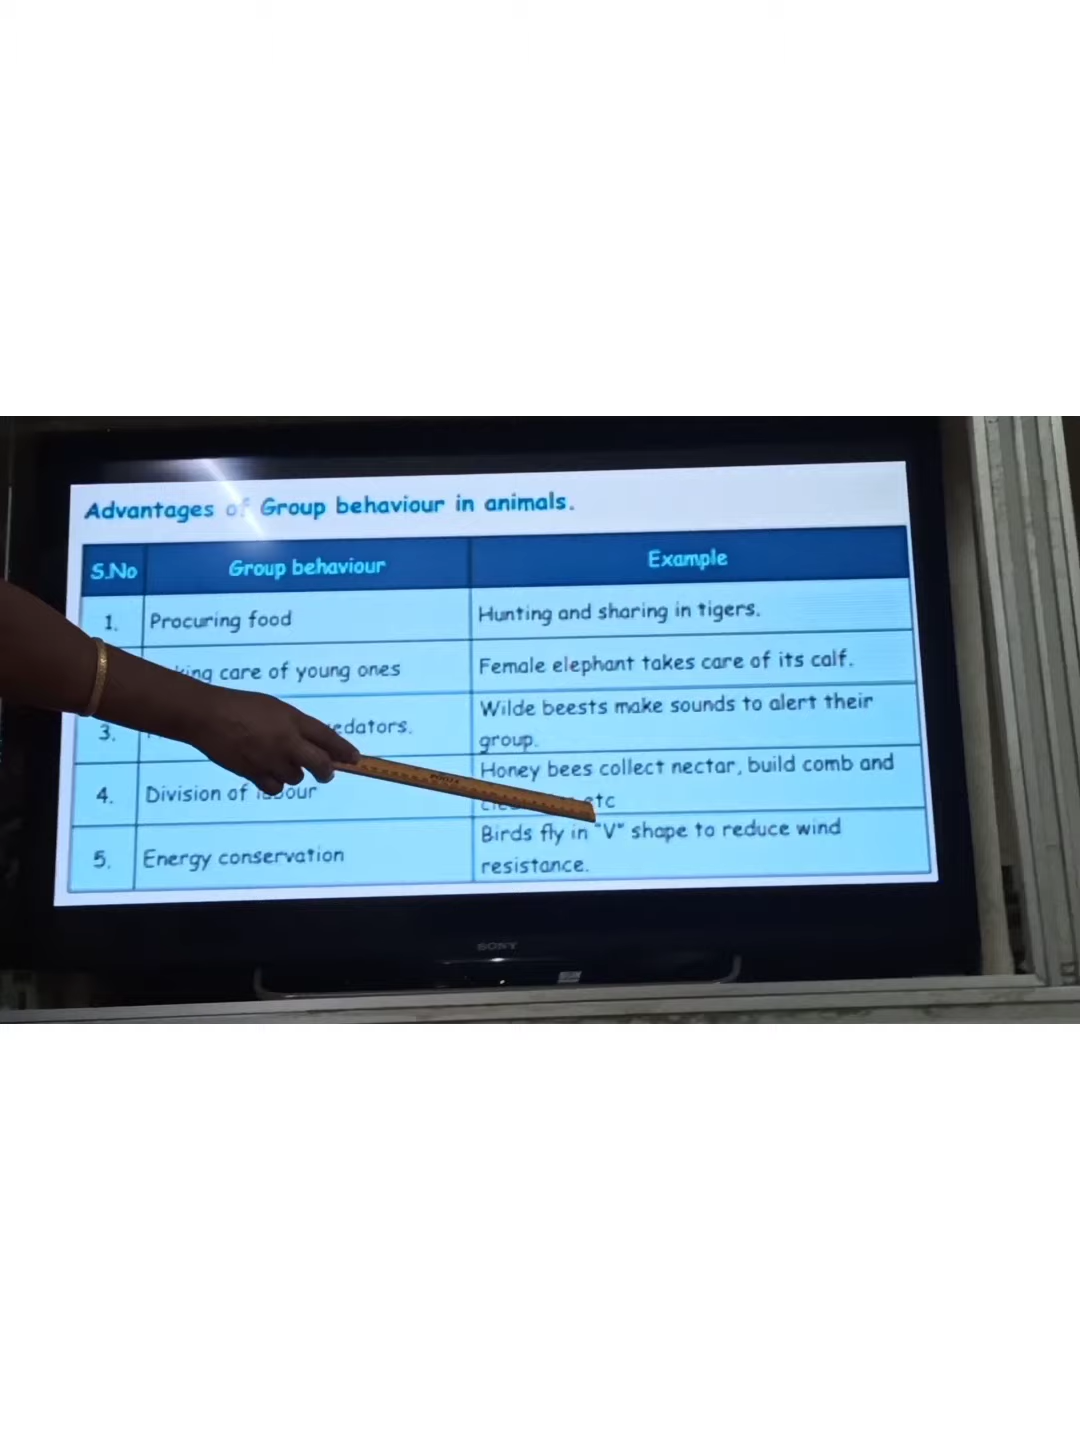 Advantages of Group behaviour in animals.
S.No Group behaviour Example
1. Procuring food Hunting and sharing in tigers.
care of young ones Female elephant takes care of its calf.
3. Wilde beests make sounds to alert their
group.
4. Division of labour Honey bees collect nectar, build comb and
etc
5. Energy conservation Birds fly in "V" shape to reduce wind
resistance.
SONY